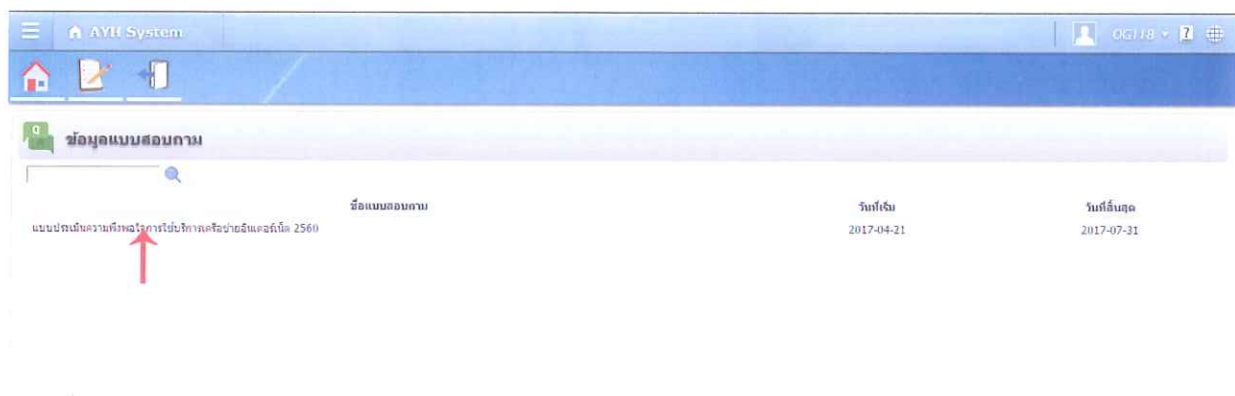 AYH System
OG118
?
Q
ข้อมูลแบบสอบถาม
ชื่อแบบสอบถาม วันที่เริ่ม วันที่สิ้นสุด
แบบประเมินความพึงพอใจการใช้บริการเครือข่ายอินเตอร์เน็ต 2560 2017-04-21 2017-07-31